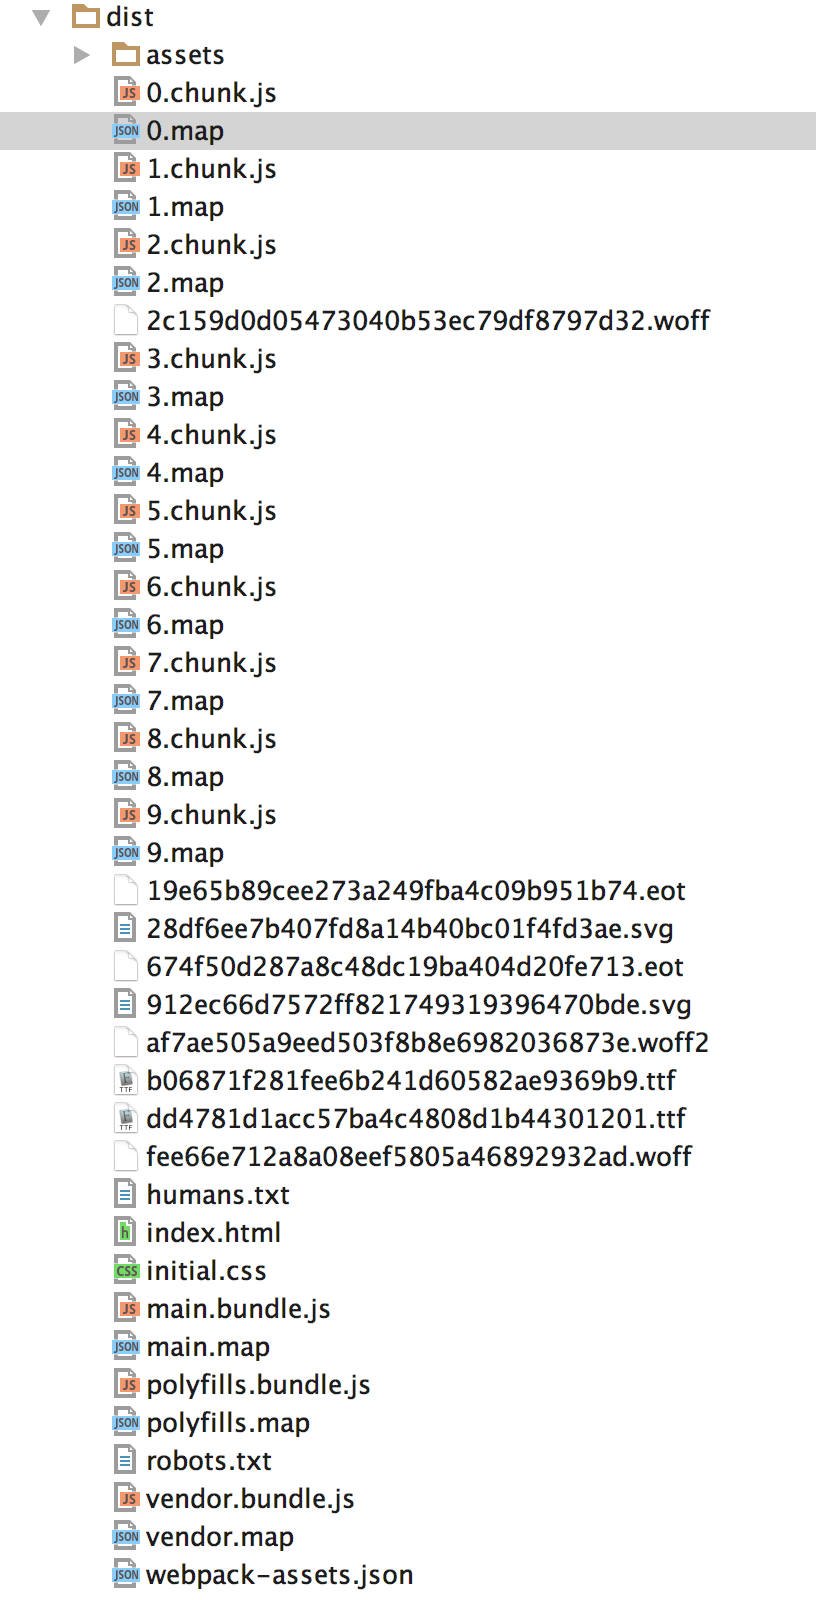 dist
assets
JS 0.chunk.js
JSON 0.map
JS 1.chunk.js
JSON 1.map
JS 2.chunk.js
JSON 2.map
2c159d0d05473040b53ec79df8797d32.woff
JS 3.chunk.js
JSON 3.map
JS 4.chunk.js
JSON 4.map
JS 5.chunk.js
JSON 5.map
JS 6.chunk.js
JSON 6.map
JS 7.chunk.js
JSON 7.map
JS 8.chunk.js
JSON 8.map
JS 9.chunk.js
JSON 9.map
19e65b89cee273a249fba4c09b951b74.eot
28df6ee7b407fd8a14b40bc01f4fd3ae.svg
674f50d287a8c48dc19ba404d20fe713.eot
912ec66d7572ff821749319396470bde.svg
af7ae505a9eed503f8b8e6982036873e.woff2
TTF b06871f281fee6b241d60582ae9369b9.ttf
TTF dd4781d1acc57ba4c4808d1b44301201.ttf
fee66e712a8a08eef5805a46892932ad.woff
humans.txt
h index.html
CSS initial.css
JS main.bundle.js
JSON main.map
JS polyfills.bundle.js
JSON polyfills.map
robots.txt
JS vendor.bundle.js
JSON vendor.map
JSON webpack-assets.json